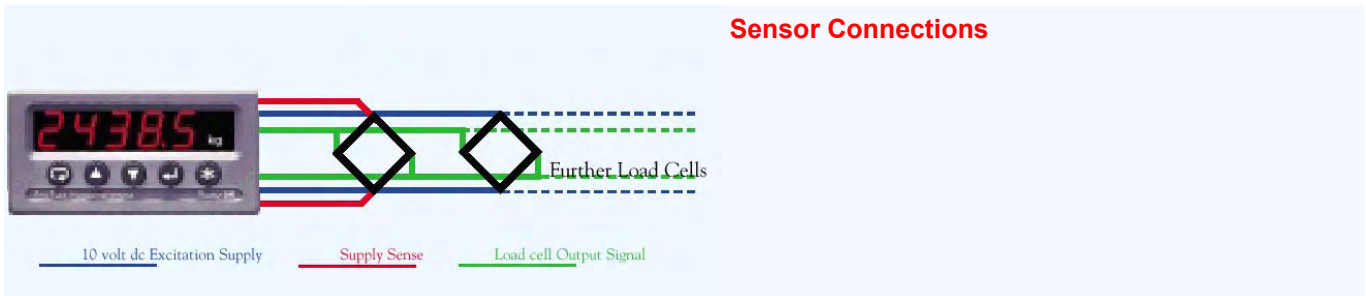 Sensor Connections
2438.5 kg
Further Load Cells
10 volt dc Excitation Supply
Supply Sense
Load cell Output Signal